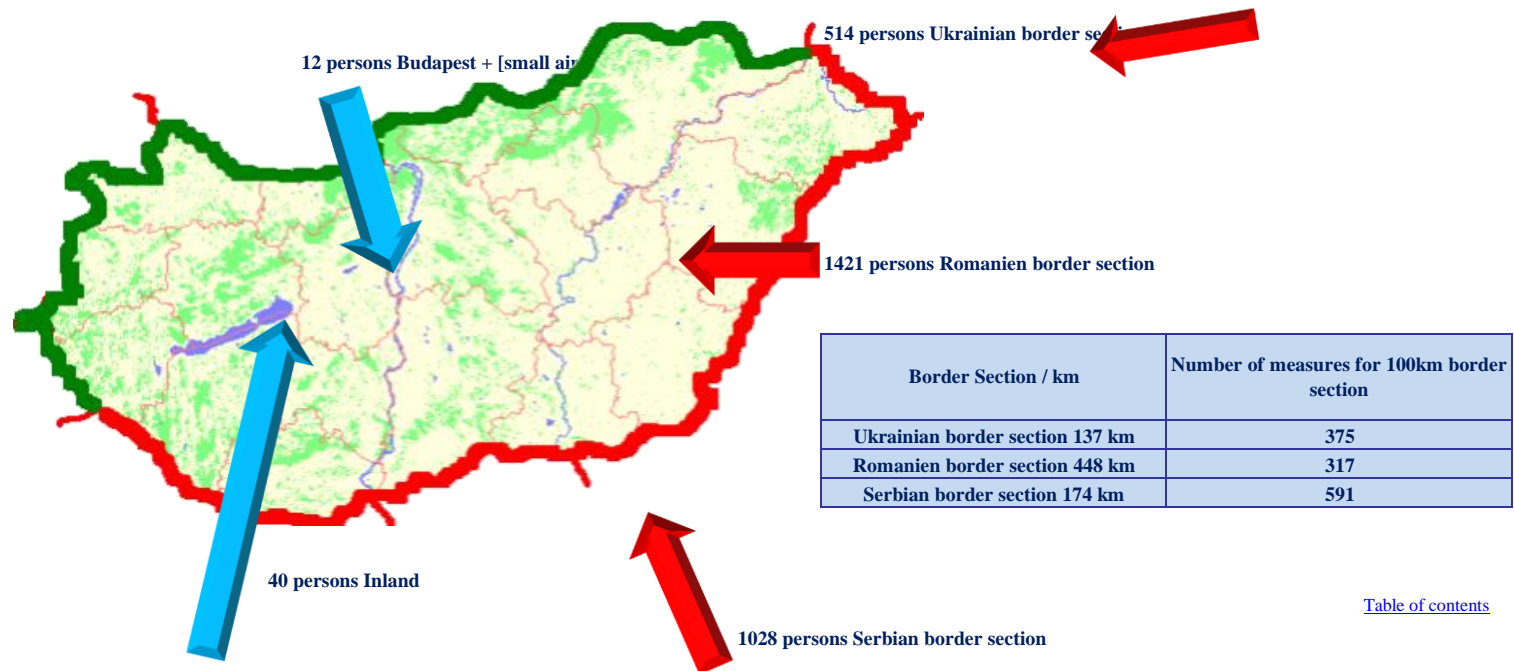 514 persons Ukrainian border
12 persons Budapest + [small
1421 persons Romanien border section
Border Section / km
Number of measures for 100km border
section
Ukrainian border section 137 km 375
Romanien border section 448 km 317
Serbian border section 174 km 591
40 persons Inland
Table of contents
1028 persons Serbian border section